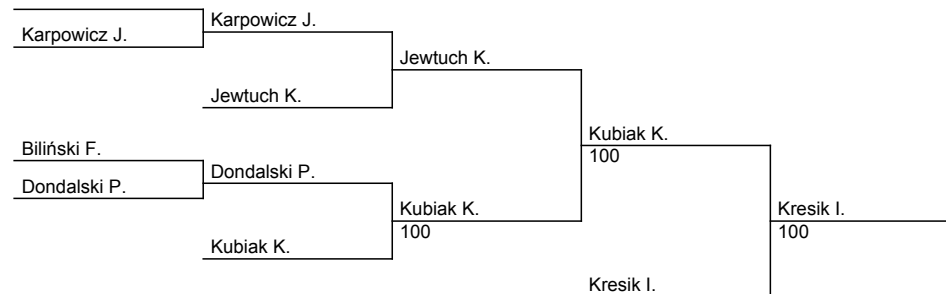 Karpowicz J.
Karpowicz J.
Jewtuch K.
Jewtuch K.
Biliński F.
Dondalski P.
Dondalski P.
Kubiak K.
Kubiak K.
100
Kubiak K.
100
Kresik I.
Kresik I.
100